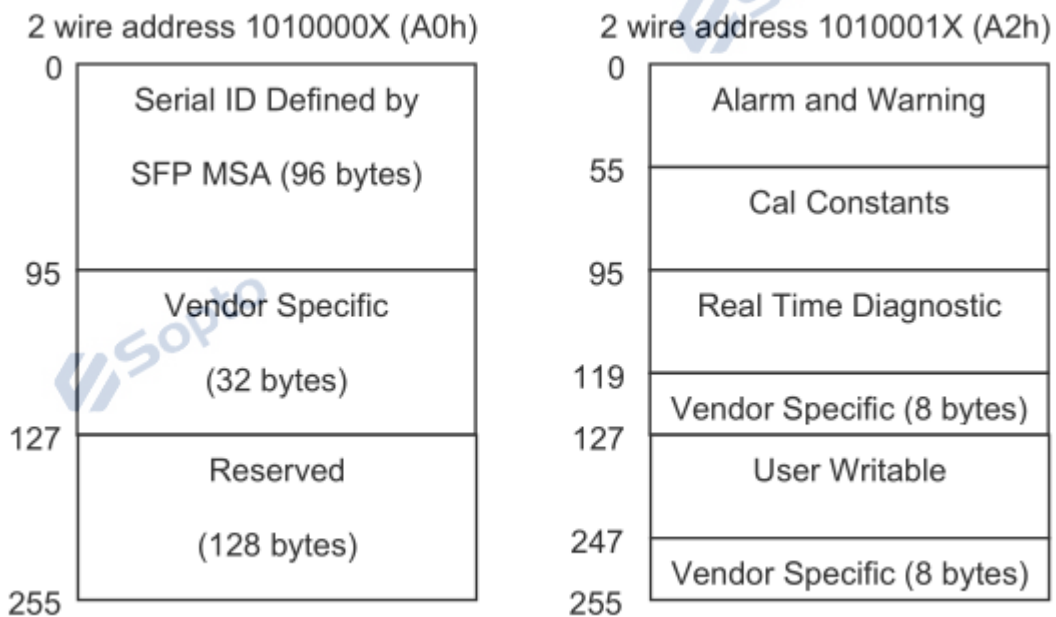 2 wire address 1010000X (A0h)
0
Serial ID Defined by
SFP MSA (96 bytes)
95
Vendor Specific
(32 bytes)
127
Reserved
(128 bytes)
255
2 wire address 1010001X (A2h)
0
Alarm and Warning
55
Cal Constants
95
Real Time Diagnostic
119
Vendor Specific (8 bytes)
127
User Writable
247
Vendor Specific (8 bytes)
255
Sopto